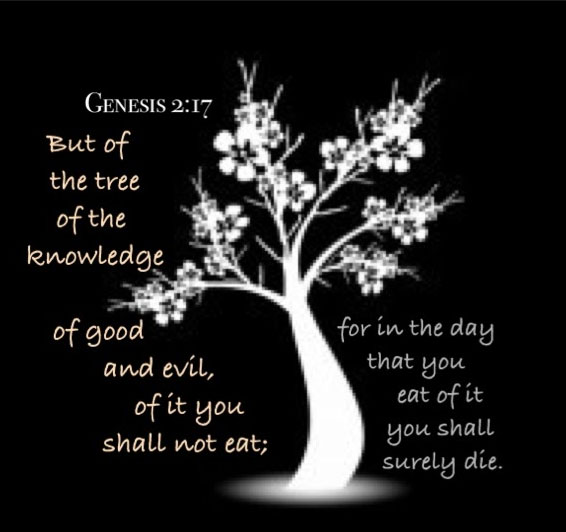 Genesis 2:17
But of
the tree
of the
knowledge
of good
and evil,
of it you
shall not eat;
for in the day
that you
eat of it
you shall
surely die.